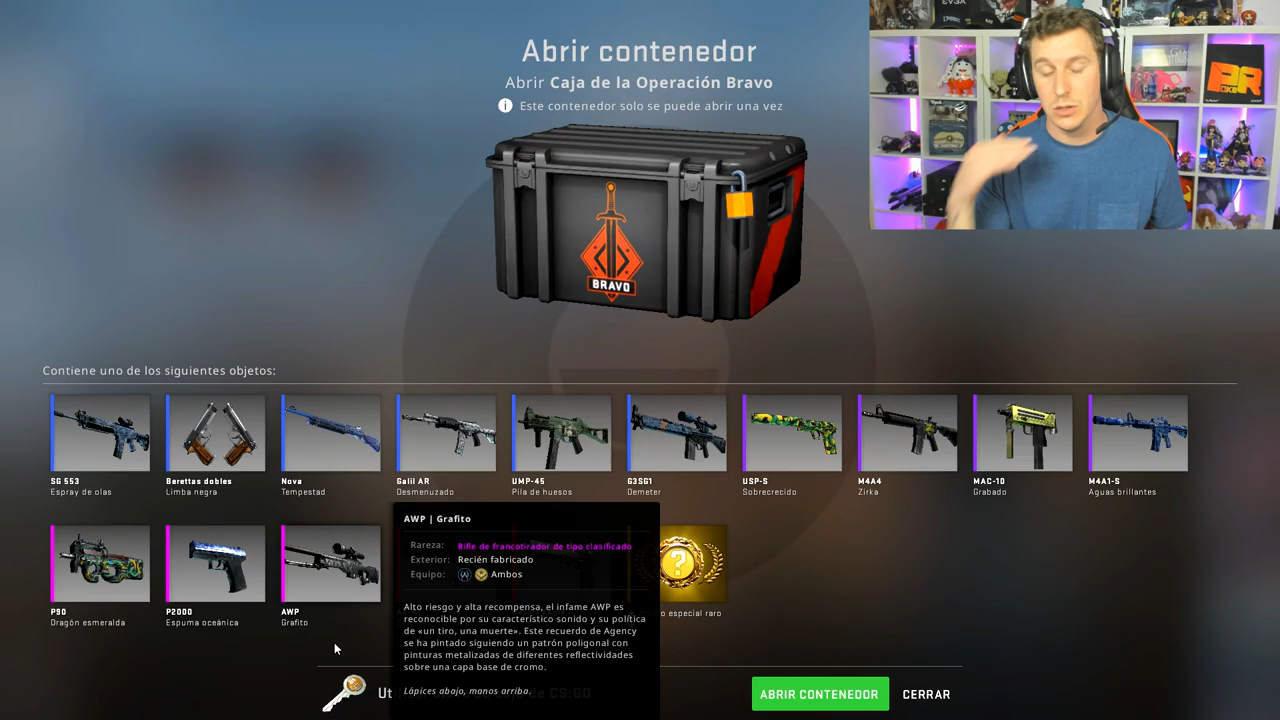 Abrir contenedor
Abrir Caja de la Operación Bravo
Este contenedor solo se puede abrir una vez
BRAVO
Contiene uno de los siguientes objetos:
SG 553
Espray de olas
Berettas dobles
Limba negra
Nova
Tempestad
Galil AR
Desmenuzado
UMP-45
Pila de huesos
G3SG1
Demeter
USP-S
Sobrecrecido
M4A4
Zirka
MAC-10
Grabado
M4A1-S
Aguas brillantes
P90
Dragón esmeralda
P2000
Espuma oceánica
AWP
Grafito
AWP | Grafito
Rareza: Rifle de francotirador de tipo clasificado
Exterior: Recién fabricado
Equipo: Ambos
Alto riesgo y alta recompensa, el infame AWP es
reconocible por su característico sonido y su política
de «un tiro, una muerte». Este recuerdo de Agency
se ha pintado siguiendo un patrón poligonal con
pinturas metalizadas de diferentes reflectividades
sobre una capa base de cromo.
Lápices abajo, manos arriba.
?
especial raro
de CS:GO
ABRIR CONTENEDOR
CERRAR